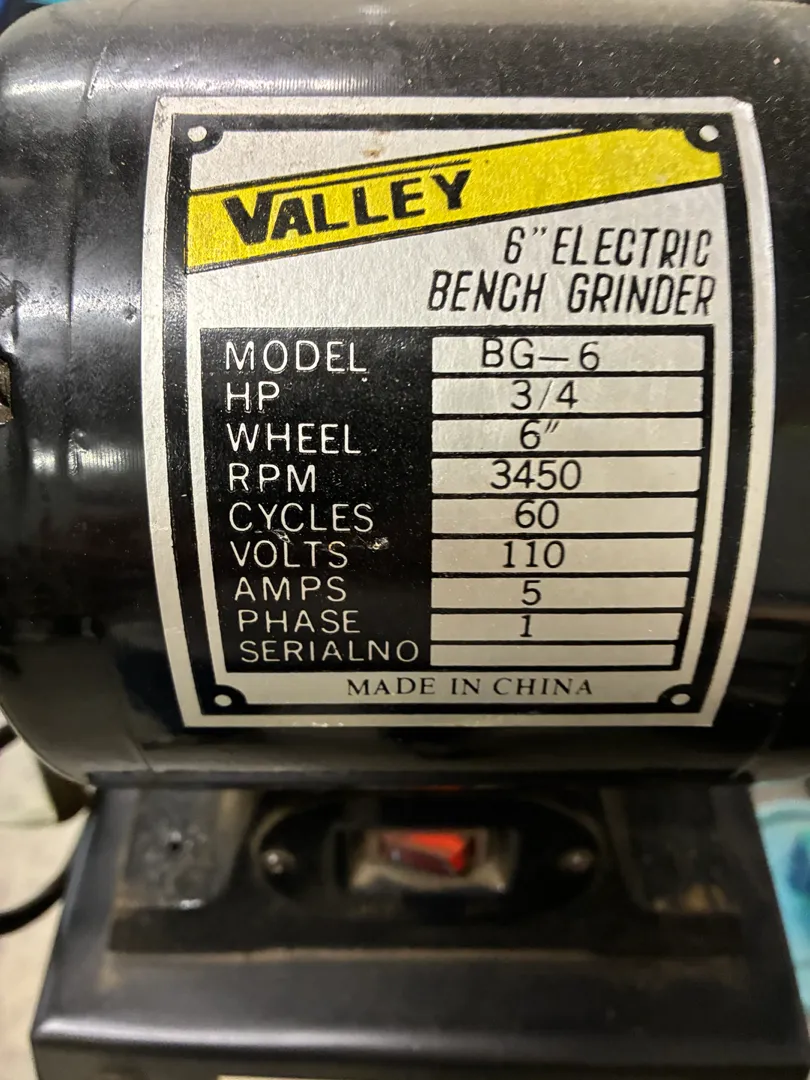 VALLEY
6" ELECTRIC
BENCH GRINDER
MODEL BG-6
HP 3/4
WHEEL 6"
RPM 3450
CYCLES 60
VOLTS 110
AMPS 5
PHASE 1
SERIALNO
MADE IN CHINA